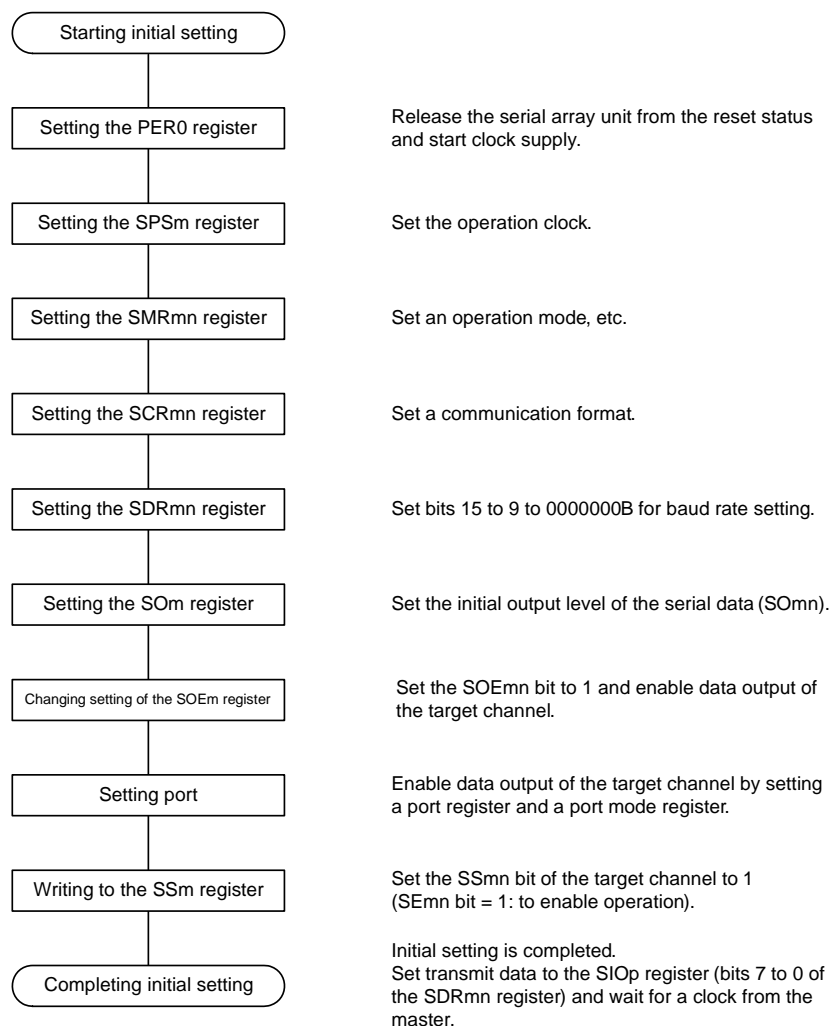 Starting initial setting
Setting the PER0 register
Release the serial array unit from the reset status
and start clock supply.
Setting the SPSm register
Set the operation clock.
Setting the SMRmn register
Set an operation mode, etc.
Setting the SCRmn register
Set a communication format.
Setting the SDRmn register
Set bits 15 to 9 to 0000000B for baud rate setting.
Setting the SOm register
Set the initial output level of the serial data (SOmn).
Changing setting of the SOEm register
Set the SOEmn bit to 1 and enable data output of
the target channel.
Setting port
Enable data output of the target channel by setting
a port register and a port mode register.
Writing to the SSm register
Set the SSmn bit of the target channel to 1
(SEmn bit = 1: to enable operation).
Completing initial setting
Initial setting is completed.
Set transmit data to the SIOp register (bits 7 to 0 of
the SDRmn register) and wait for a clock from the
master.